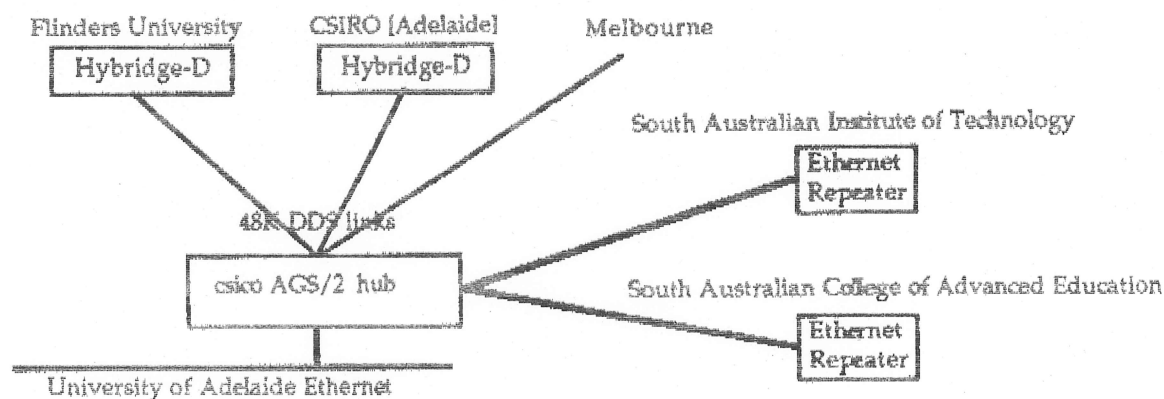 Flinders University
CSIRO [Adelaide]
Melbourne
Hybridge-D
Hybridge-D
South Australian Institute of Technology
Ethernet
Repeater
48K DDS links
csico AGS/2 hub
South Australian College of Advanced Education
Ethernet
Repeater
University of Adelaide Ethernet